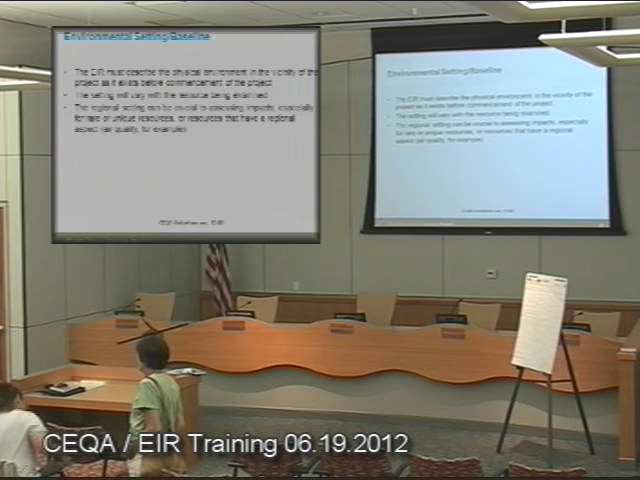 Environmental Setting/Baseline
The EIR must describe the physical environment in the vicinity of the
project as it exists before commencement of the project
The setting will vary with the resource being examined
The regional setting can be crucial to assessing impacts, especially
for rare or unique resources, or resources that have a regional
aspect (air quality, for example)
Environmental Setting/Baseline
The EIR must describe the physical environment in the vicinity of the
project as it exists before commencement of the project
The setting will vary with the resource being examined
The regional setting can be crucial to assessing impacts, especially
for rare or unique resources, or resources that have a regional
aspect (air quality, for example)
CEQA / EIR Training 06.19.2012